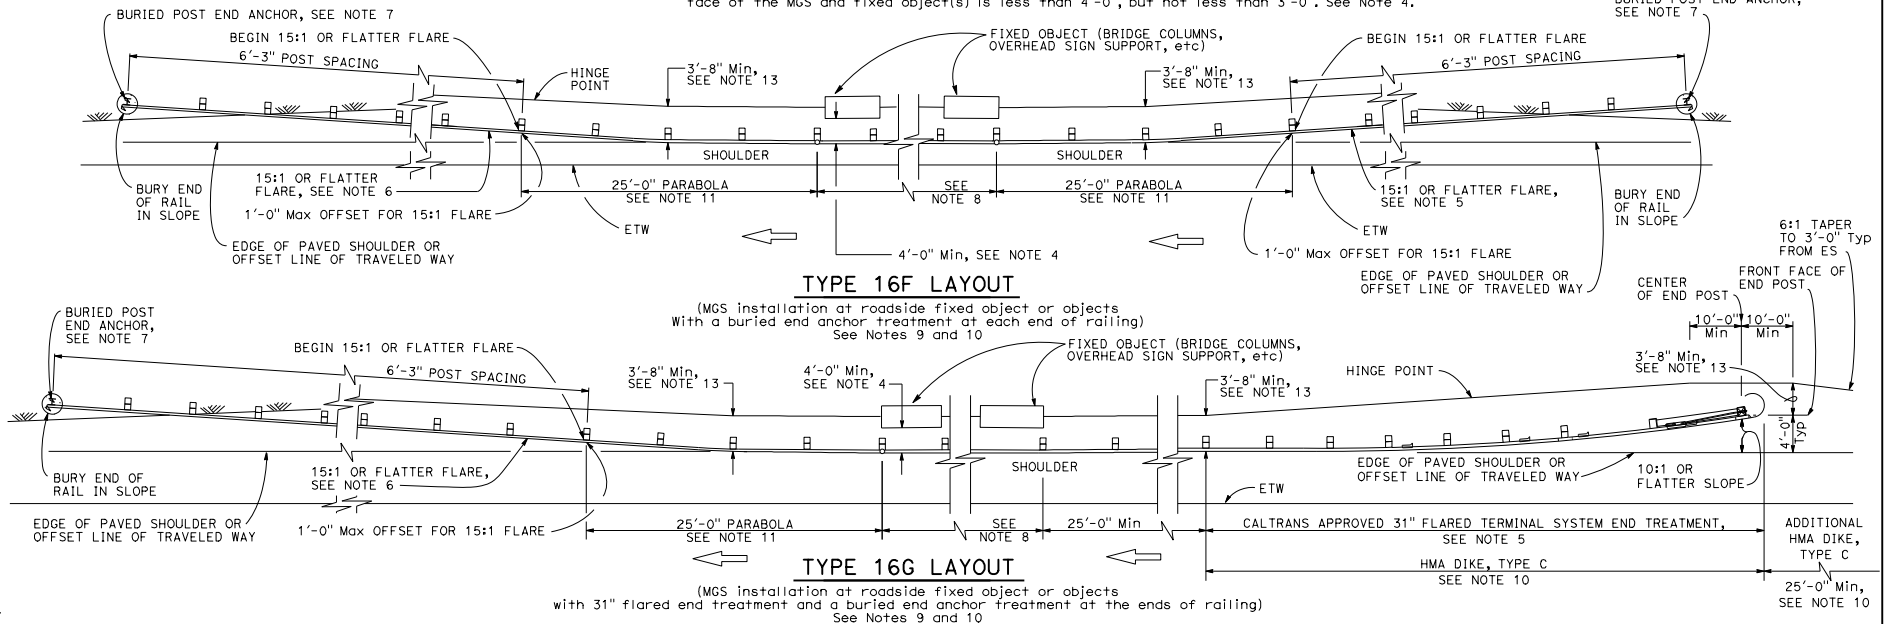 face of the MGS and fixed object(s) is less than 4'-0", but not less than 3'-0". See Note 4.
BURIED POST END ANCHOR, SEE NOTE 7
BEGIN 15:1 OR FLATTER FLARE
6'-3" POST SPACING
HINGE
POINT
3'-8" Min,
SEE NOTE 13
FIXED OBJECT (BRIDGE COLUMNS,
OVERHEAD SIGN SUPPORT, etc)
3'-8" Min,
SEE NOTE 13
BEGIN 15:1 OR FLATTER FLARE
6'-3" POST SPACING
BURIED POST END ANCHOR,
SEE NOTE 7
SHOULDER
SHOULDER
BURY END
OF RAIL
IN SLOPE
15:1 OR FLATTER
FLARE, SEE NOTE 6
1'-0" Max OFFSET FOR 15:1 FLARE
25'-0" PARABOLA
SEE NOTE 11
SEE
NOTE 8
25'-0" PARABOLA
SEE NOTE 11
15:1 OR FLATTER FLARE,
SEE NOTE 5
BURY END
OF RAIL
IN SLOPE
EDGE OF PAVED SHOULDER OR
OFFSET LINE OF TRAVELED WAY
ETW
4'-0" Min, SEE NOTE 4
ETW
1'-0" Max OFFSET FOR 15:1 FLARE
EDGE OF PAVED SHOULDER OR
OFFSET LINE OF TRAVELED WAY
TYPE 16F LAYOUT
(MGS installation at roadside fixed object or objects
With a buried end anchor treatment at each end of railing)
See Notes 9 and 10
6:1 TAPER
TO 3'-0" Typ
FROM ES
FRONT FACE OF
END POST
CENTER
OF END POST
10'-0"
Min
10'-0"
Min
BURIED POST
END ANCHOR,
SEE NOTE 7
BEGIN 15:1 OR FLATTER FLARE
6'-3" POST SPACING
3'-8" Min,
SEE NOTE 13
4'-0" Min,
SEE NOTE 4
FIXED OBJECT (BRIDGE COLUMNS,
OVERHEAD SIGN SUPPORT, etc)
3'-8" Min,
SEE NOTE 13
HINGE POINT
3'-8" Min,
SEE NOTE 13
4'-0"
Typ
BURY END OF
RAIL IN SLOPE
15:1 OR FLATTER FLARE,
SEE NOTE 6
SHOULDER
EDGE OF PAVED SHOULDER OR
OFFSET LINE OF TRAVELED WAY
10:1 OR
FLATTER SLOPE
ETW
EDGE OF PAVED SHOULDER OR
OFFSET LINE OF TRAVELED WAY
1'-0" Max OFFSET FOR 15:1 FLARE
25'-0" PARABOLA
SEE NOTE 11
SEE
NOTE 8
25'-0" Min
CALTRANS APPROVED 31" FLARED TERMINAL SYSTEM END TREATMENT,
SEE NOTE 5
HMA DIKE, TYPE C
SEE NOTE 10
ADDITIONAL
HMA DIKE,
TYPE C
25'-0" Min,
SEE NOTE 10
TYPE 16G LAYOUT
(MGS installation at roadside fixed object or objects
with 31" flared end treatment and a buried end anchor treatment at the ends of railing)
See Notes 9 and 10